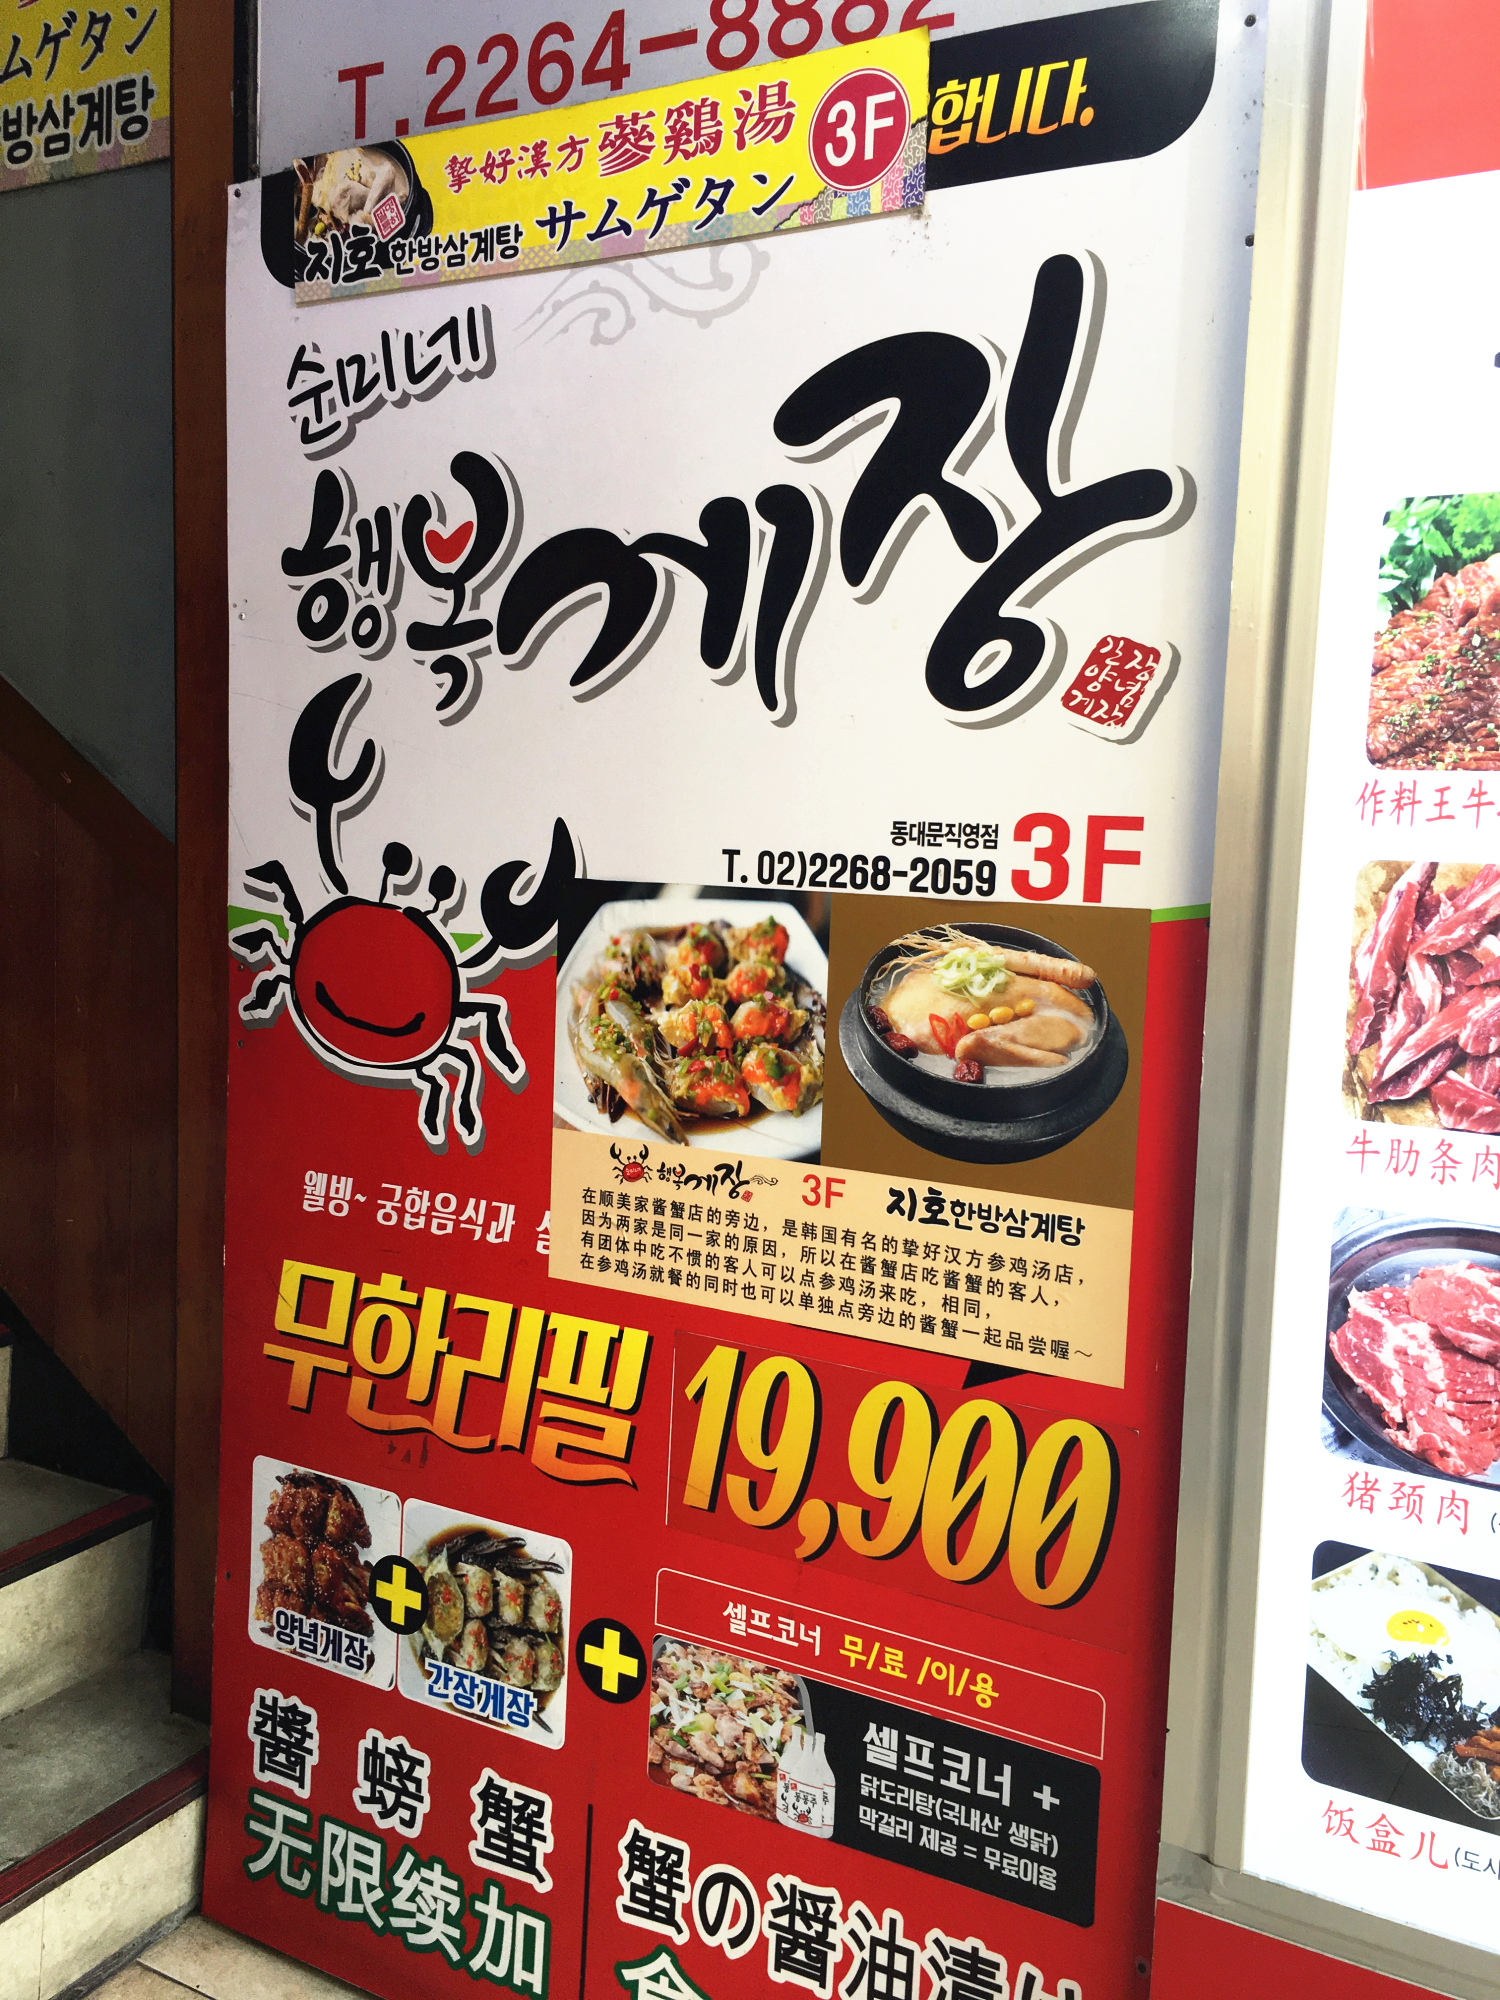 ムゲタン
방삼계탕
T. 2264-8882
합니다.
挚好漢方 蔘鷄湯 3F
지호 한방삼계탕 サムゲタン
순미네
행복게장
간장
양념
게장
동대문직영점
T. 02)2268-2059 3F
행복게장 3F 지호한방삼계탕
在顺美家酱蟹店的旁边，是韩国有名的挚好汉方参鸡汤店，
因为两家是同一家的原因，所以在酱蟹店吃酱蟹的客人，
有团体中吃不惯的客人可以点参鸡汤来吃，相同，
在参鸡汤就餐的同时也可以单独点旁边的酱蟹一起品尝喔～
웰빙~ 궁합음식과
무한리필 19,900
양념게장 + 간장게장 +
셀프코너 무/료/이/용
셀프코너 +
닭도리탕(국내산 생닭)
막걸리 제공 = 무료이용
醬 螃 蟹
无限续加
蟹の醤油漬け
食
作料王牛
牛肋条肉
猪颈肉
饭盒儿(도시